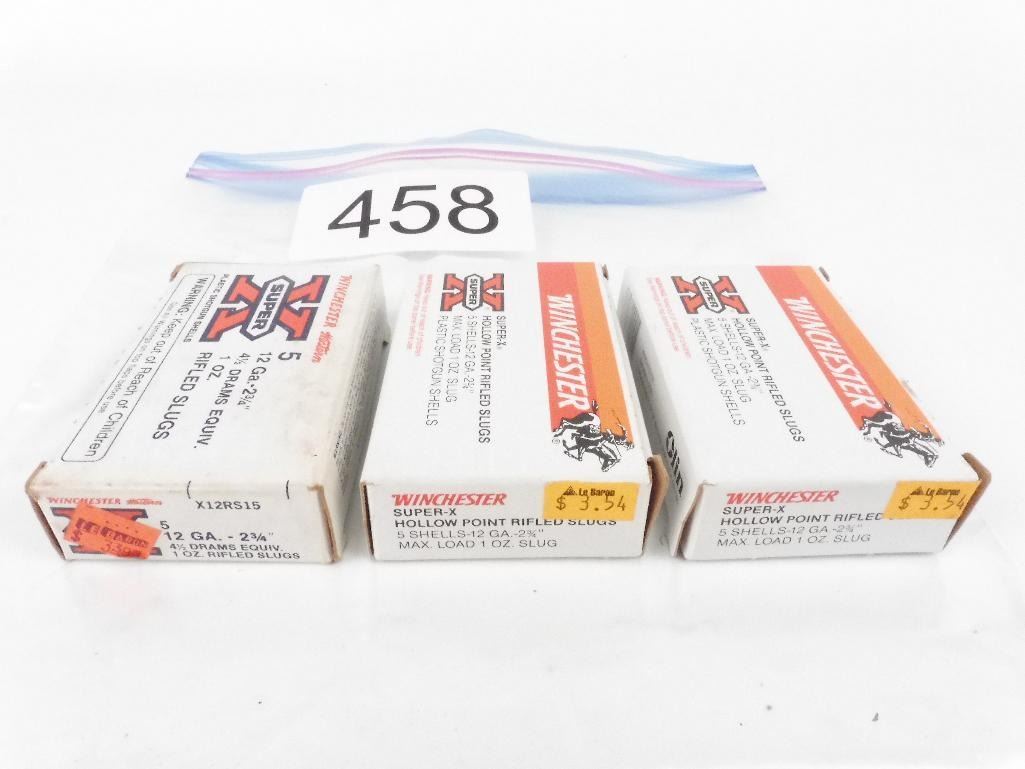 458
WINCHESTER Western
SUPER X
PLASTIC SHOTGUN SHELLS
5
12 GA.-2¾"
4½ DRAMS EQUIV.
1 OZ.
RIFLED SLUGS
WARNING: Keep out of Reach of Children
WINCHESTER Western
X12RS15
LE BARON
5
12 GA. - 2¾"
4½ DRAMS EQUIV.
1 OZ. RIFLED SLUGS
WINCHESTER
SUPER X
SUPER-X®
HOLLOW POINT RIFLED SLUGS
5 SHELLS-12 GA.-2¾"
MAX. LOAD 1 OZ. SLUG
PLASTIC SHOTGUN SHELLS
WINCHESTER
SUPER-X
HOLLOW POINT RIFLED SLUGS
5 SHELLS-12 GA.-2¾"
MAX. LOAD 1 OZ. SLUG
Le Baron
$ 3.54
WINCHESTER
SUPER X
SUPER-X®
HOLLOW POINT RIFLED SLUGS
5 SHELLS-12 GA.-2¾"
MAX. LOAD 1 OZ. SLUG
PLASTIC SHOTGUN SHELLS
WINCHESTER
SUPER-X
HOLLOW POINT RIFLED
5 SHELLS-12 GA.-2¾"
MAX. LOAD 1 OZ. SLUG
Le Baron
$ 3.54